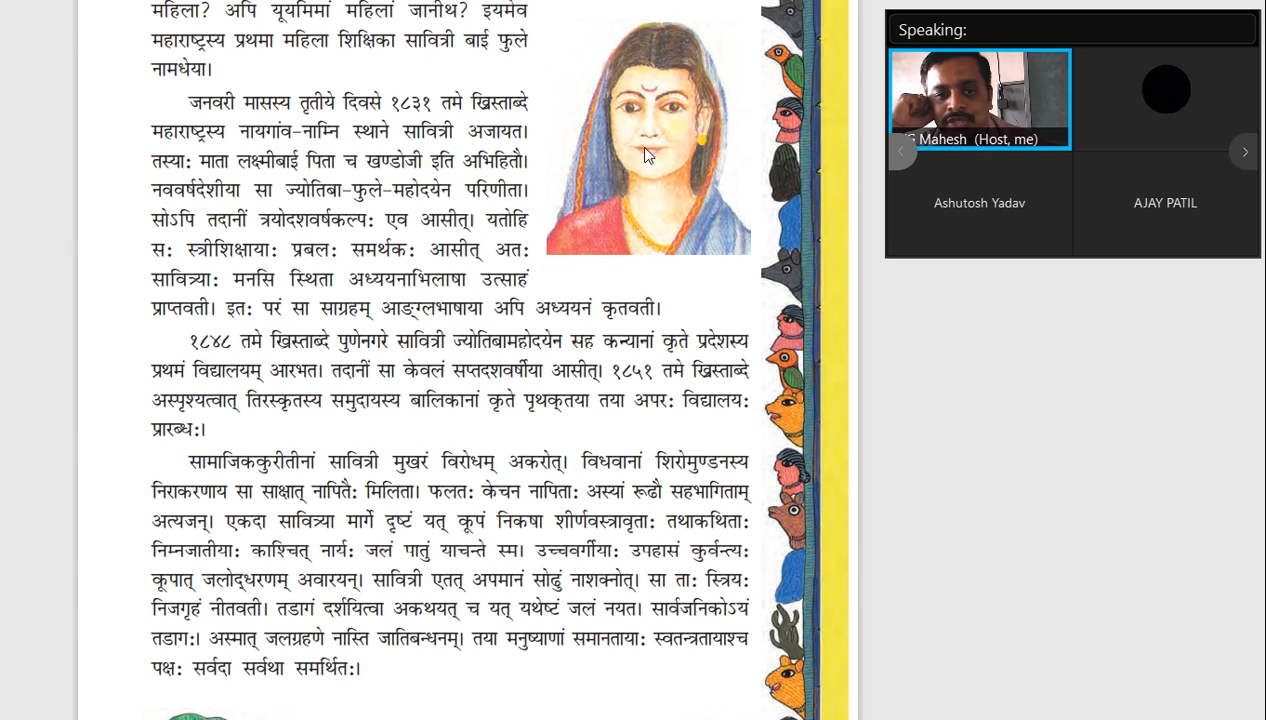 महिला? अपि यूयमिमां महिलां जानीथ? इयमेव
महाराष्ट्रस्य प्रथमा महिला शिक्षिका सावित्री बाई फुले
नामधेया।
जनवरी मासस्य तृतीये दिवसे १८३१ तमे ख्रिस्ताब्दे
महाराष्ट्रस्य नायगांव-नाम्नि स्थाने सावित्री अजायत।
तस्या: माता लक्ष्मीबाई पिता च खण्डोजी इति अभिहितौ।
नववर्षदेशीया सा ज्योतिबा-फुले-महोदयेन परिणीता।
सोऽपि तदानीं त्रयोदशवर्षकल्प: एव आसीत्। यतोहि
स: स्त्रीशिक्षाया: प्रबल: समर्थक: आसीत् अत:
सावित्र्या: मनसि स्थिता अध्ययनाभिलाषा उत्साहं
प्राप्तवती। इत: परं सा साग्रहम् आङ्ग्लभाषाया अपि अध्ययनं कृतवती।
१८४८ तमे ख्रिस्ताब्दे पुणेनगरे सावित्री ज्योतिबामहोदयेन सह कन्यानां कृते प्रदेशस्य
प्रथमं विद्यालयम् आरभत। तदानीं सा केवलं सप्तदशवर्षीया आसीत्। १८५१ तमे ख्रिस्ताब्दे
अस्पृश्यत्वात् तिरस्कृतस्य समुदायस्य बालिकानां कृते पृथक्तया तया अपर: विद्यालय:
प्रारब्ध:।
सामाजिककुरीतीनां सावित्री मुखरं विरोधम् अकरोत्। विधवानां शिरोमुण्डनस्य
निराकरणाय सा साक्षात् नापितै: मिलिता। फलत: केचन नापिता: अस्यां रूढौ सहभागिताम्
अत्यजन्। एकदा सावित्र्या मार्गे दृष्टं यत् कूपं निकषा शीर्णवस्त्रावृता: तथाकथिता:
निम्नजातीया: काश्चित् नार्य: जलं पातुं याचन्ते स्म। उच्चवर्गीया: उपहासं कुर्वन्त्य:
कूपात् जलोद्धरणम् अवारयन्। सावित्री एतत् अपमानं सोढुं नाशक्नोत्। सा ता: स्त्रिय:
निजगृहं नीतवती। तडागं दर्शयित्वा अकथयत् च यत् यथेष्टं जलं नयत। सार्वजनिकोऽयं
तडाग:। अस्मात् जलग्रहणे नास्ति जातिबन्धनम्। तया मनुष्याणां समानताया: स्वतन्त्रतायाश्च
पक्ष: सर्वदा सर्वथा समर्थित:।
Speaking:
G Mahesh (Host, me)
Ashutosh Yadav
AJAY PATIL